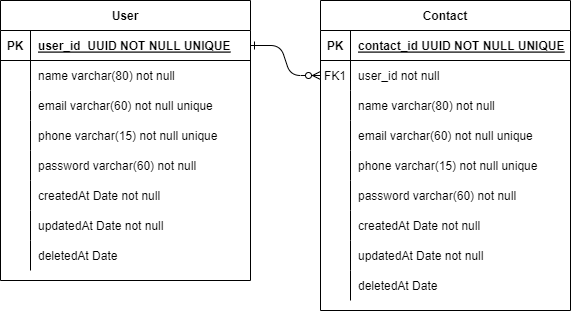 User
PK user_id UUID NOT NULL UNIQUE
name varchar(80) not null
email varchar(60) not null unique
phone varchar(15) not null unique
password varchar(60) not null
createdAt Date not null
updatedAt Date not null
deletedAt Date
Contact
PK contact_id UUID NOT NULL UNIQUE
FK1 user_id not null
name varchar(80) not null
email varchar(60) not null unique
phone varchar(15) not null unique
password varchar(60) not null
createdAt Date not null
updatedAt Date not null
deletedAt Date